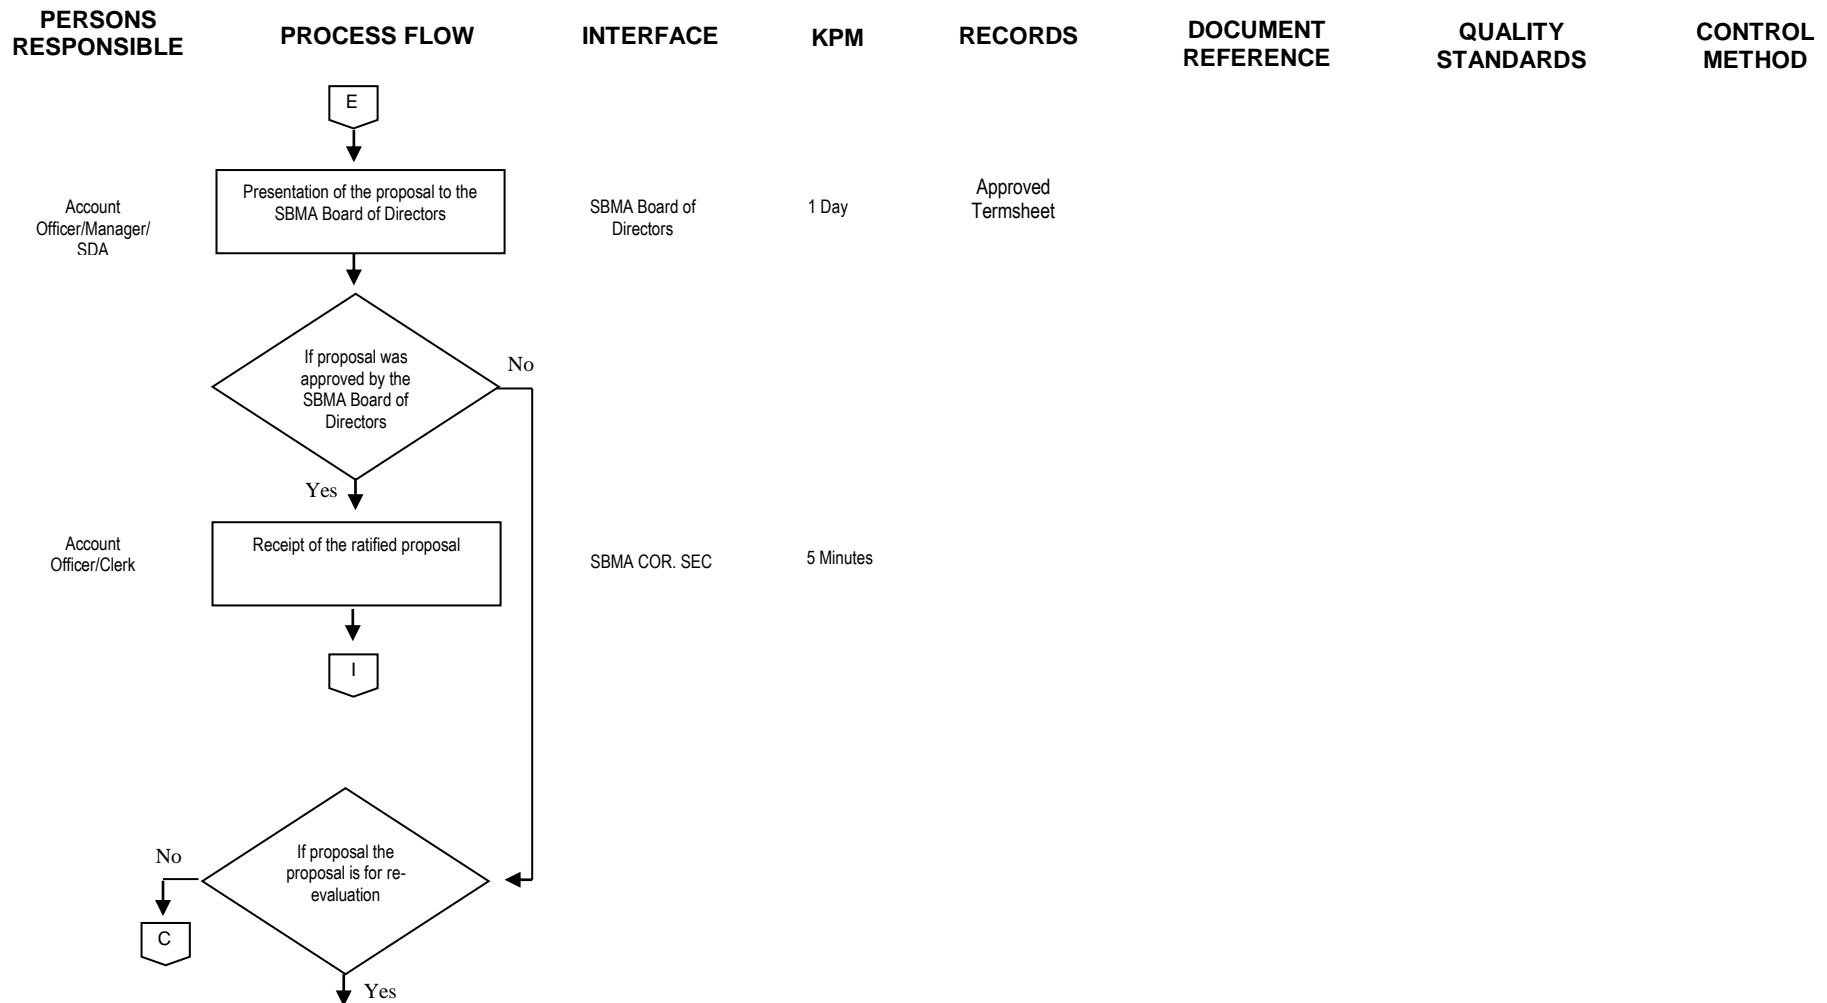 PERSONS
RESPONSIBLE
PROCESS FLOW
INTERFACE
KPM
RECORDS
DOCUMENT
REFERENCE
QUALITY
STANDARDS
CONTROL
METHOD
E
Account
Officer/Manager/
SDA
Presentation of the proposal to the
SBMA Board of Directors
SBMA Board of
Directors
1 Day
Approved
Termsheet
If proposal was
approved by the
SBMA Board of
Directors
No
Yes
Account
Officer/Clerk
Receipt of the ratified proposal
SBMA COR. SEC
5 Minutes
I
If proposal the
proposal is for re-
evaluation
No
C
Yes